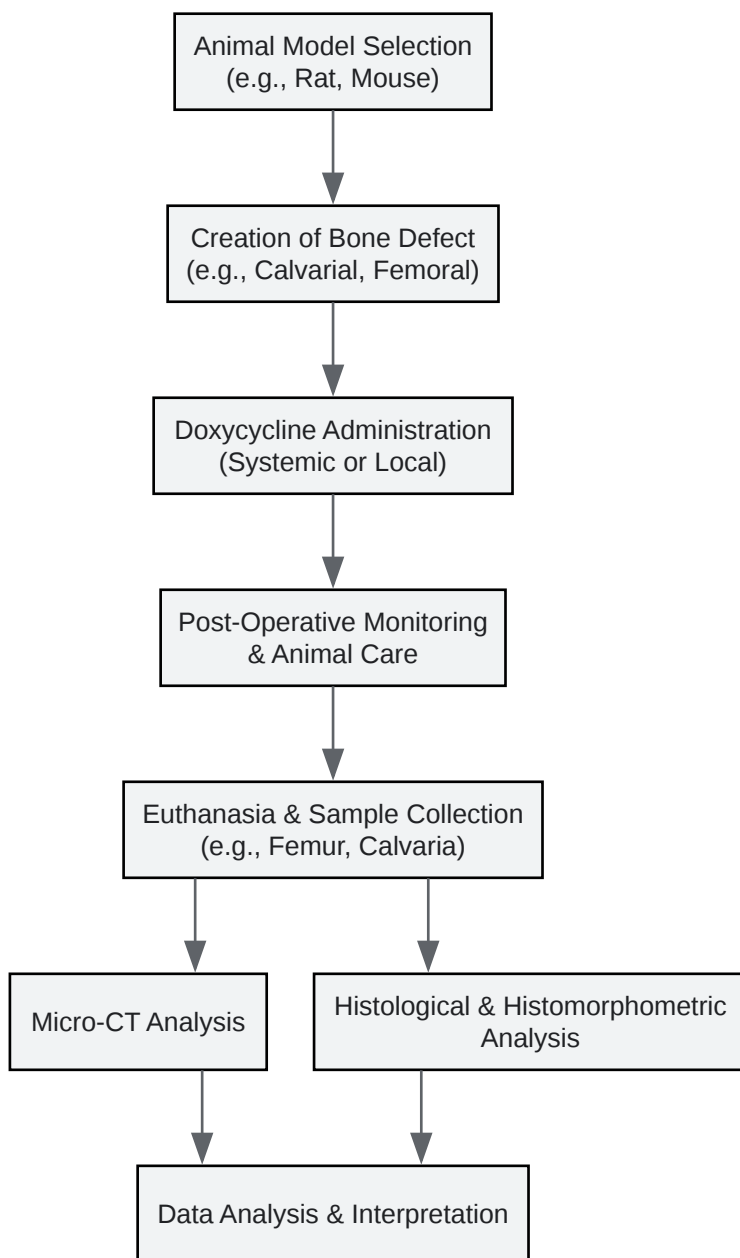 Animal Model Selection
(e.g., Rat, Mouse)
Creation of Bone Defect
(e.g., Calvarial, Femoral)
Doxycycline Administration
(Systemic or Local)
Post-Operative Monitoring
& Animal Care
Euthanasia & Sample Collection
(e.g., Femur, Calvaria)
Micro-CT Analysis
Histological & Histomorphometric
Analysis
Data Analysis & Interpretation